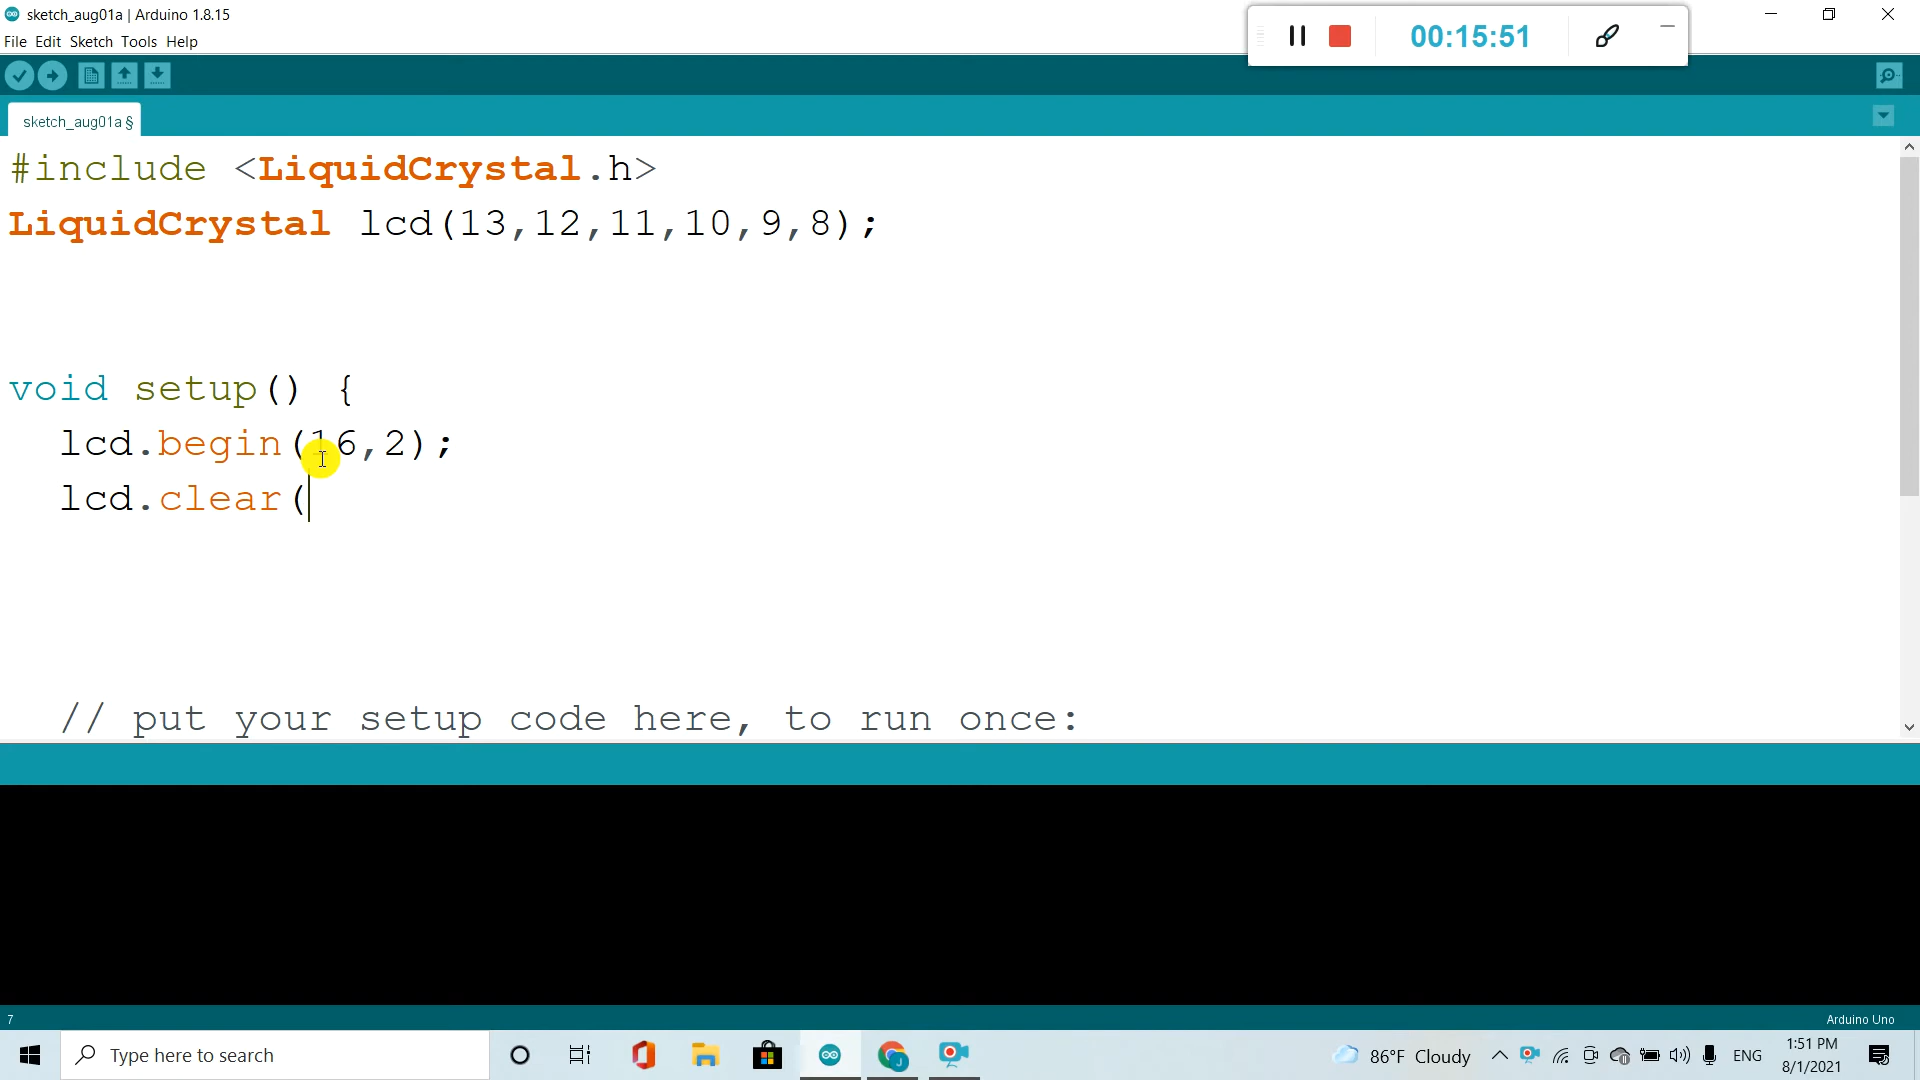 sketch_aug01a | Arduino 1.8.15
00:15:51
File Edit Sketch Tools Help
sketch_aug01a §
#include <LiquidCrystal.h>
LiquidCrystal lcd(13,12,11,10,9,8);
void setup() {
lcd.begin(16,2);
lcd.clear(
// put your setup code here, to run once:
7
Arduino Uno
Type here to search
86°F Cloudy
ENG
1:51 PM
8/1/2021